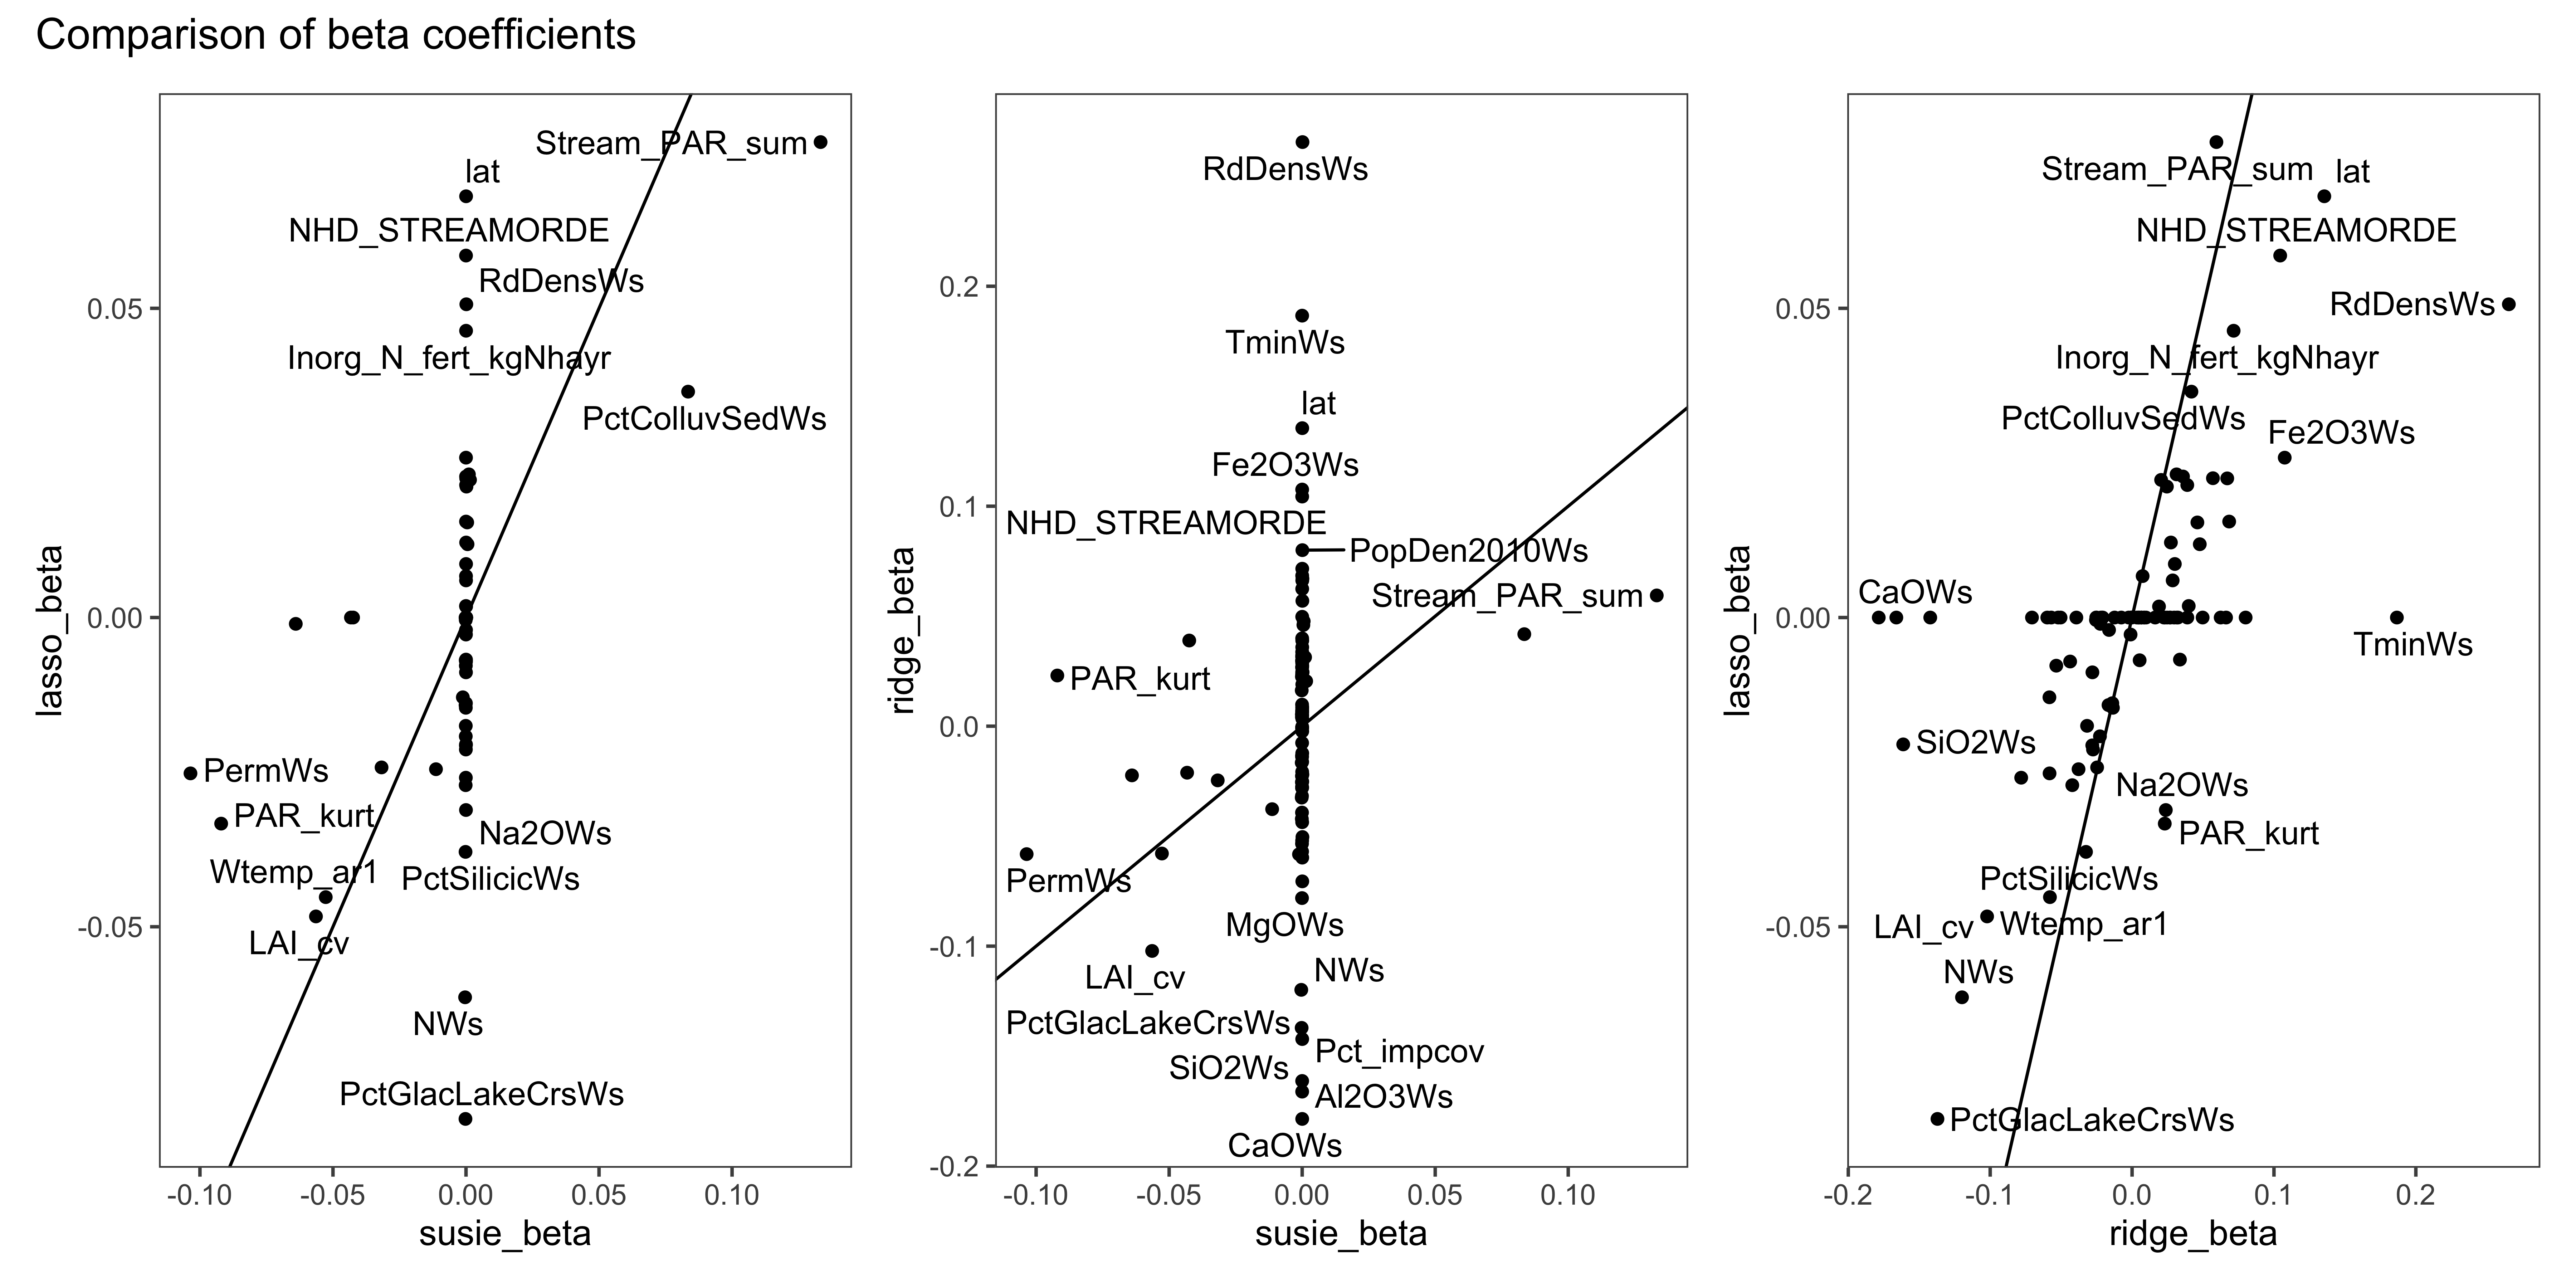 Comparison of beta coefficients
lasso_beta
0.05
0.00
-0.05
Stream_PAR_sum
lat
NHD_STREAMORDE
RdDensWs
Inorg_N_fert_kgNhayr
PctColluvSedWs
PermWs
PAR_kurt
Na2OWs
Wtemp_ar1
PctSilicicWs
LAI_cv
NWs
PctGlacLakeCrsWs
-0.10 -0.05 0.00 0.05 0.10
susie_beta
ridge_beta
0.2
0.1
0.0
-0.1
-0.2
RdDensWs
TminWs
lat
Fe2O3Ws
NHD_STREAMORDE
PopDen2010Ws
Stream_PAR_sum
PAR_kurt
PermWs
MgOWs
LAI_cv
NWs
PctGlacLakeCrsWs
Pct_impcov
SiO2Ws
Al2O3Ws
CaOWs
-0.10 -0.05 0.00 0.05 0.10
susie_beta
lasso_beta
0.05
0.00
-0.05
Stream_PAR_sum
lat
NHD_STREAMORDE
RdDensWs
Inorg_N_fert_kgNhayr
PctColluvSedWs
Fe2O3Ws
CaOWs
TminWs
SiO2Ws
Na2OWs
PAR_kurt
PctSilicicWs
LAI_cv
Wtemp_ar1
NWs
PctGlacLakeCrsWs
-0.2 -0.1 0.0 0.1 0.2
ridge_beta